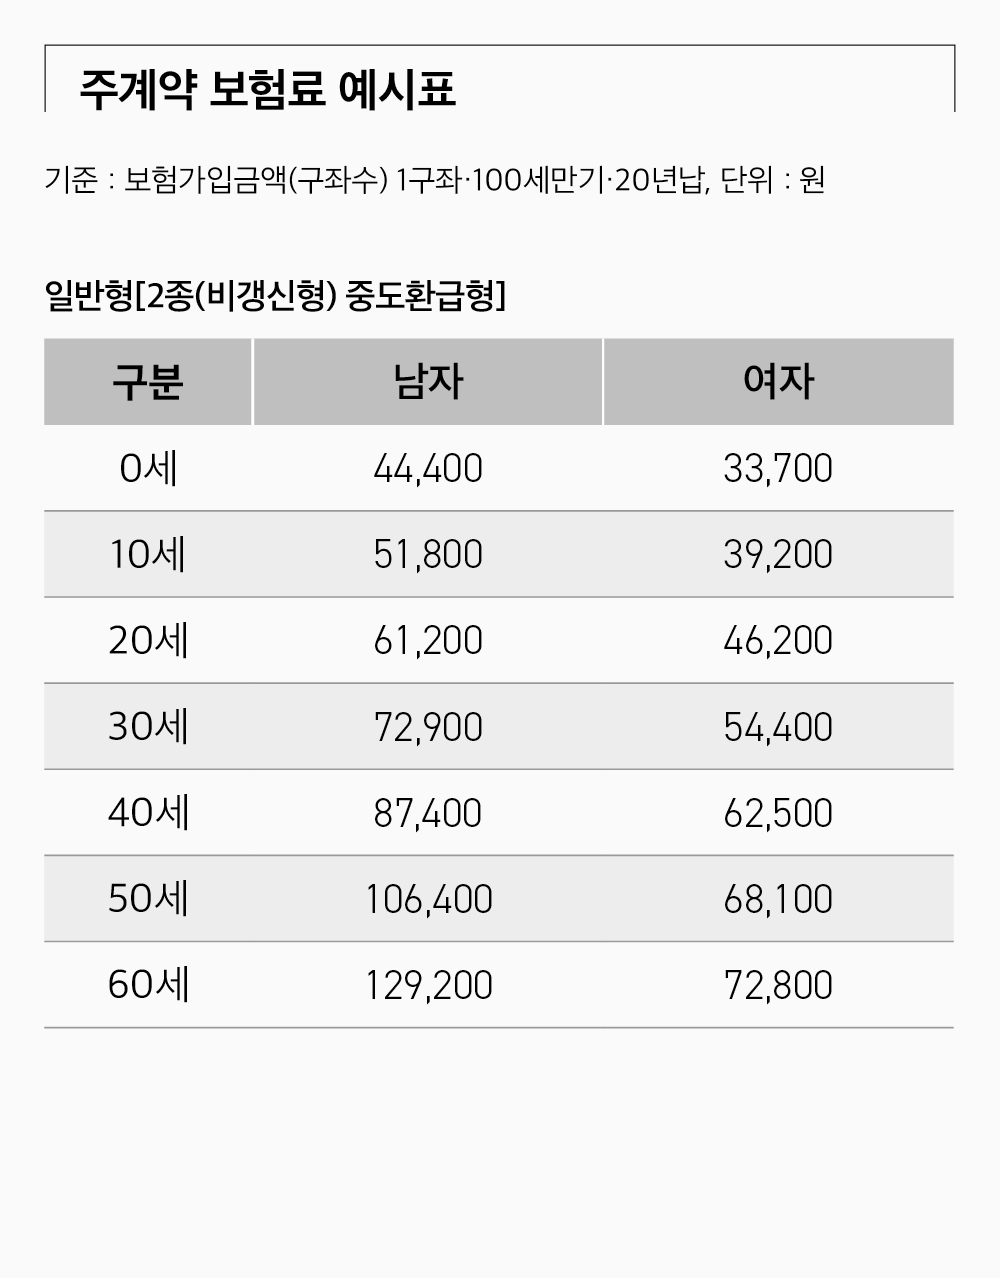 주계약 보험료 예시표
기준 : 보험가입금액(구좌수) 1구좌·100세만기·20년납, 단위 : 원
일반형[2종(비갱신형) 중도환급형]
구분 남자 여자
0세 44,400 33,700
10세 51,800 39,200
20세 61,200 46,200
30세 72,900 54,400
40세 87,400 62,500
50세 106,400 68,100
60세 129,200 72,800